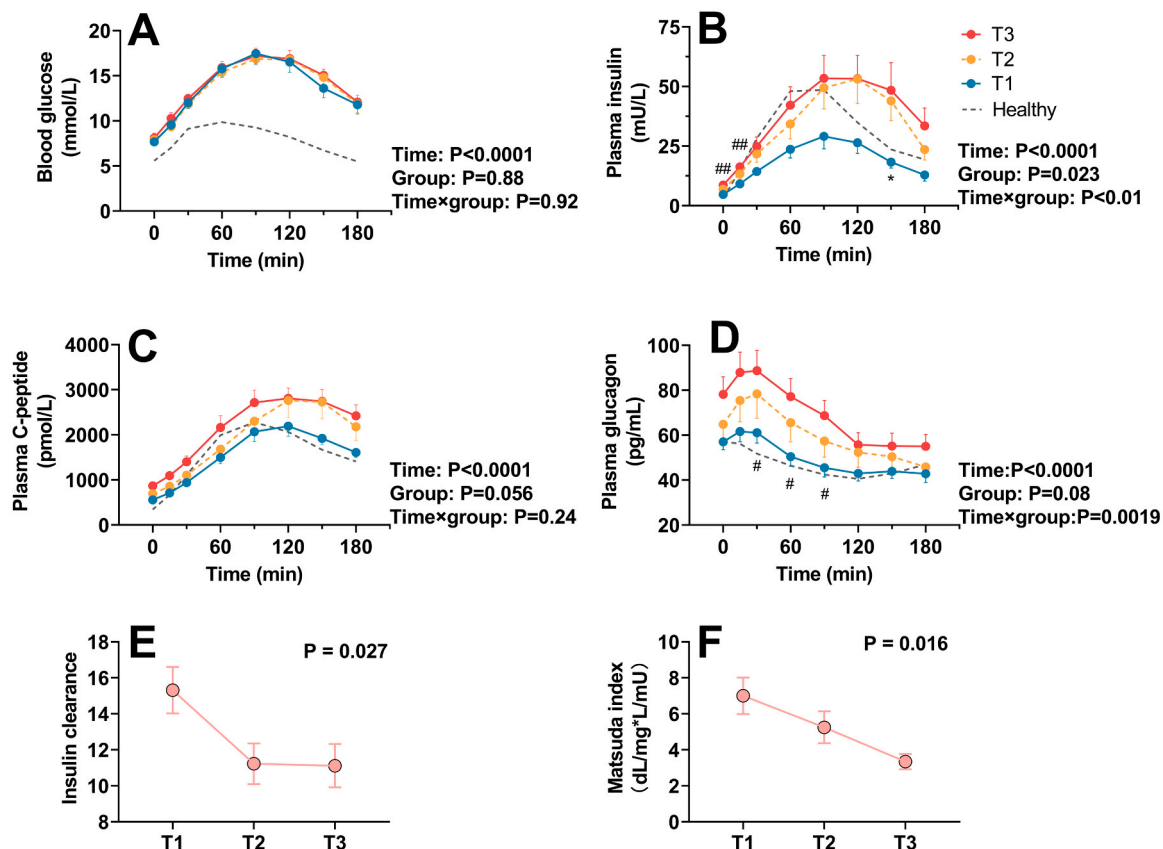 A
Blood glucose
(mmol/L)
20
15
10
5
0
0 60 120 180
Time (min)
Time: P<0.0001
Group: P=0.88
Time×group: P=0.92
B
Plasma insulin
(mU/L)
75
50
25
0
##
##
*
0 60 120 180
Time (min)
T3
T2
T1
Healthy
Time: P<0.0001
Group: P=0.023
Time×group: P<0.01
C
Plasma C-peptide
(pmol/L)
4000
3000
2000
1000
0
0 60 120 180
Time (min)
Time: P<0.0001
Group: P=0.056
Time×group: P=0.24
D
Plasma glucagon
(pg/mL)
100
80
60
40
20
#
#
#
0 60 120 180
Time (min)
Time:P<0.0001
Group: P=0.08
Time×group:P=0.0019
E
Insulin clearance
18
16
14
12
10
8
P = 0.027
T1 T2 T3
F
Matsuda index
（dL/mg*L/mU）
10
8
6
4
2
0
P = 0.016
T1 T2 T3